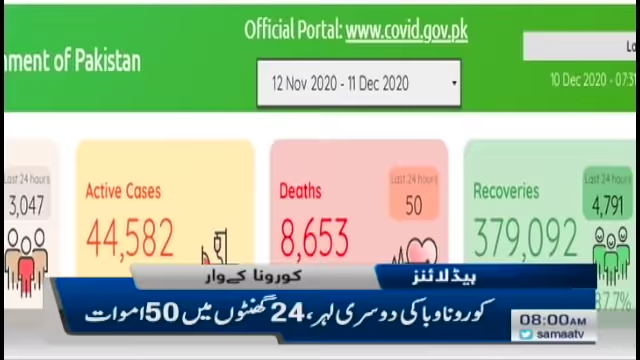 Official Portal: www.covid.gov.pk
nment of Pakistan
12 Nov 2020 - 11 Dec 2020
10 Dec 2020 - 07:3
Last 24 hours
3,047
Active Cases
44,582
Deaths
8,653
Last 24 hours
50
Recoveries
379,092
Last 24 hours
4,791
کورونا کے وار
ہیڈلائنز
کورونا وبا کی دوسری لہر، 24 گھنٹوں میں 50 اموات
08:00AM
samaatv